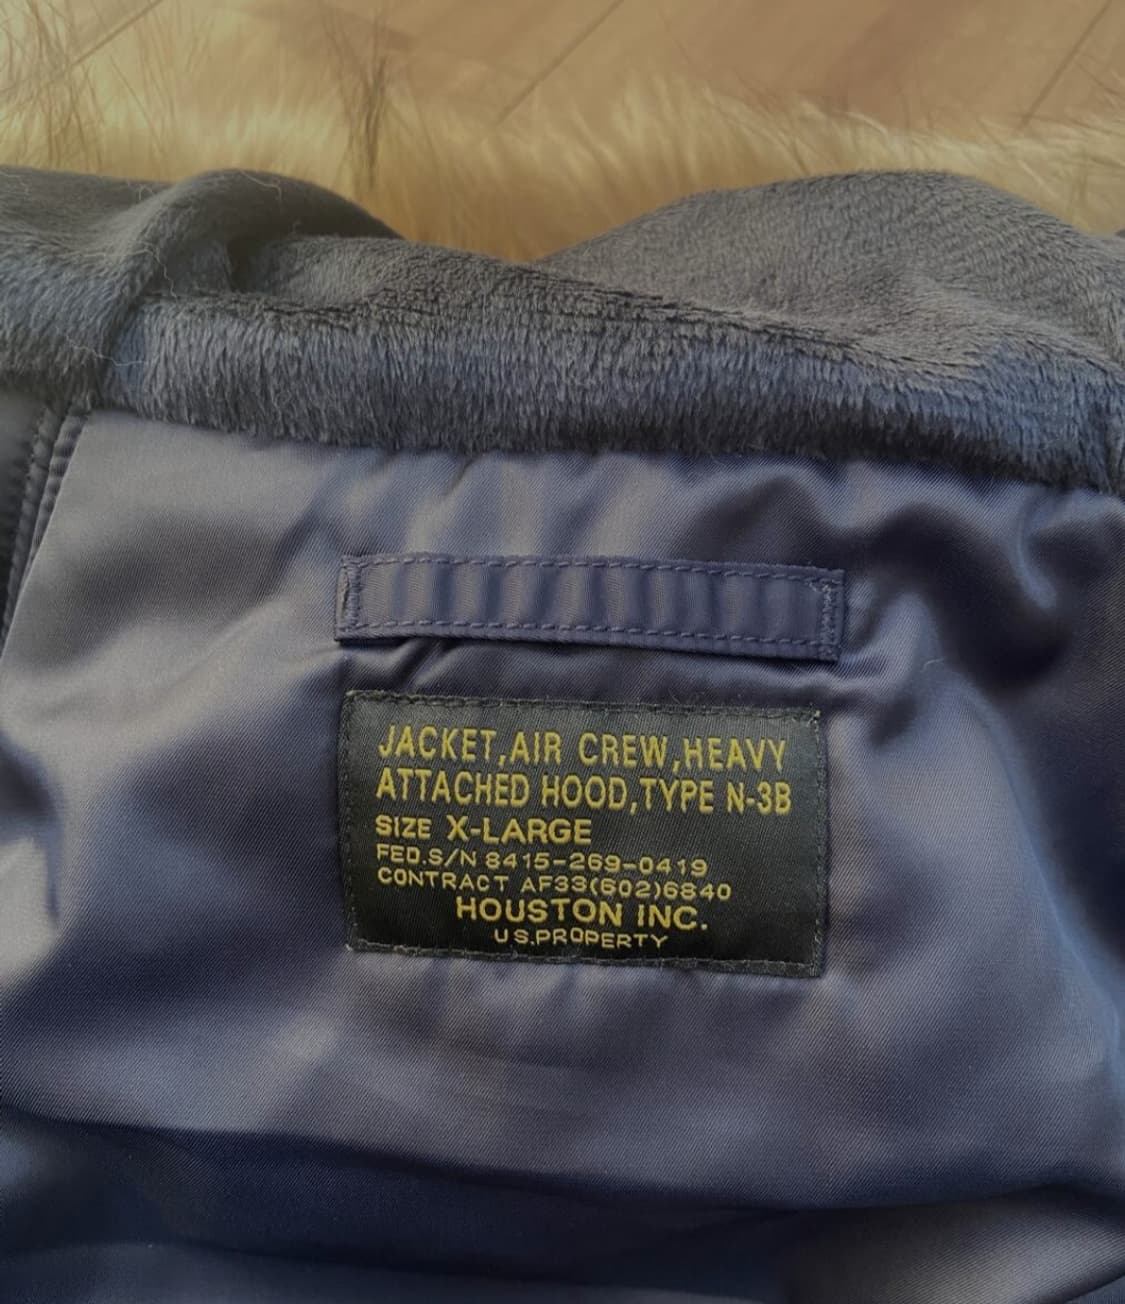 JACKET,AIR CREW,HEAVY
ATTACHED HOOD,TYPE N-3B
SIZE X-LARGE
FED.S/N 8415-269-0419
CONTRACT AF33(602)6840
HOUSTON INC.
U.S.PROPERTY